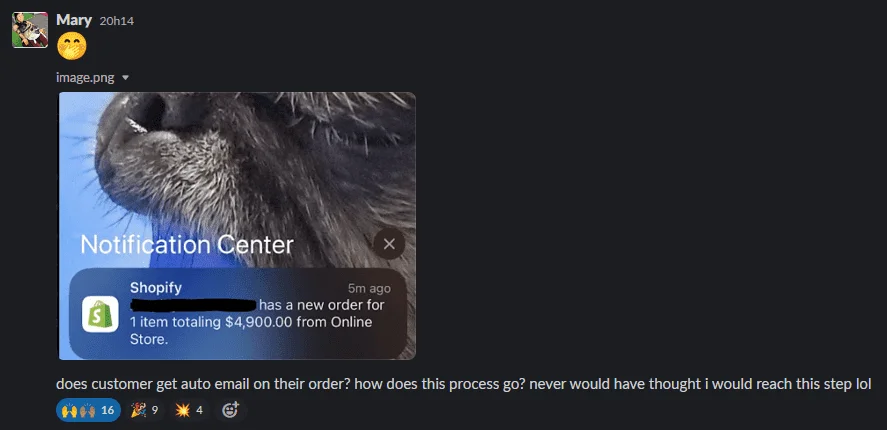 Mary 20h14
image.png
Notification Center
Shopify 5m ago
has a new order for
1 item totaling $4,900.00 from Online
Store.
does customer get auto email on their order? how does this process go? never would have thought i would reach this step lol
16 9 4